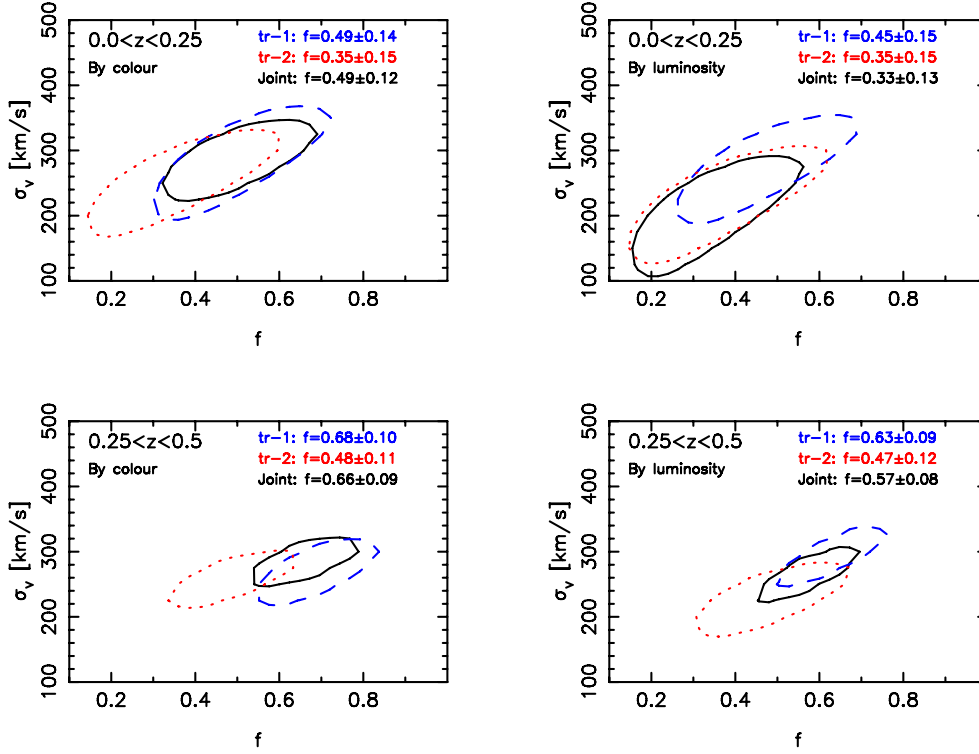 500
400
300
200
100
σv [km/s]
0.0<z<0.25
By colour
tr-1: f=0.49±0.14
tr-2: f=0.35±0.15
Joint: f=0.49±0.12
0.2 0.4 0.6 0.8
f
500
400
300
200
100
σv [km/s]
0.0<z<0.25
By luminosity
tr-1: f=0.45±0.15
tr-2: f=0.35±0.15
Joint: f=0.33±0.13
0.2 0.4 0.6 0.8
f
500
400
300
200
100
σv [km/s]
0.25<z<0.5
By colour
tr-1: f=0.68±0.10
tr-2: f=0.48±0.11
Joint: f=0.66±0.09
0.2 0.4 0.6 0.8
f
500
400
300
200
100
σv [km/s]
0.25<z<0.5
By luminosity
tr-1: f=0.63±0.09
tr-2: f=0.47±0.12
Joint: f=0.57±0.08
0.2 0.4 0.6 0.8
f